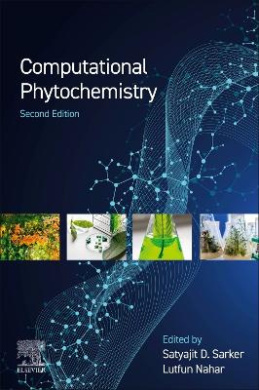 Computational
Phytochemistry
Second Edition
Edited by
Satyajit D. Sarker
Lutfun Nahar
ELSEVIER